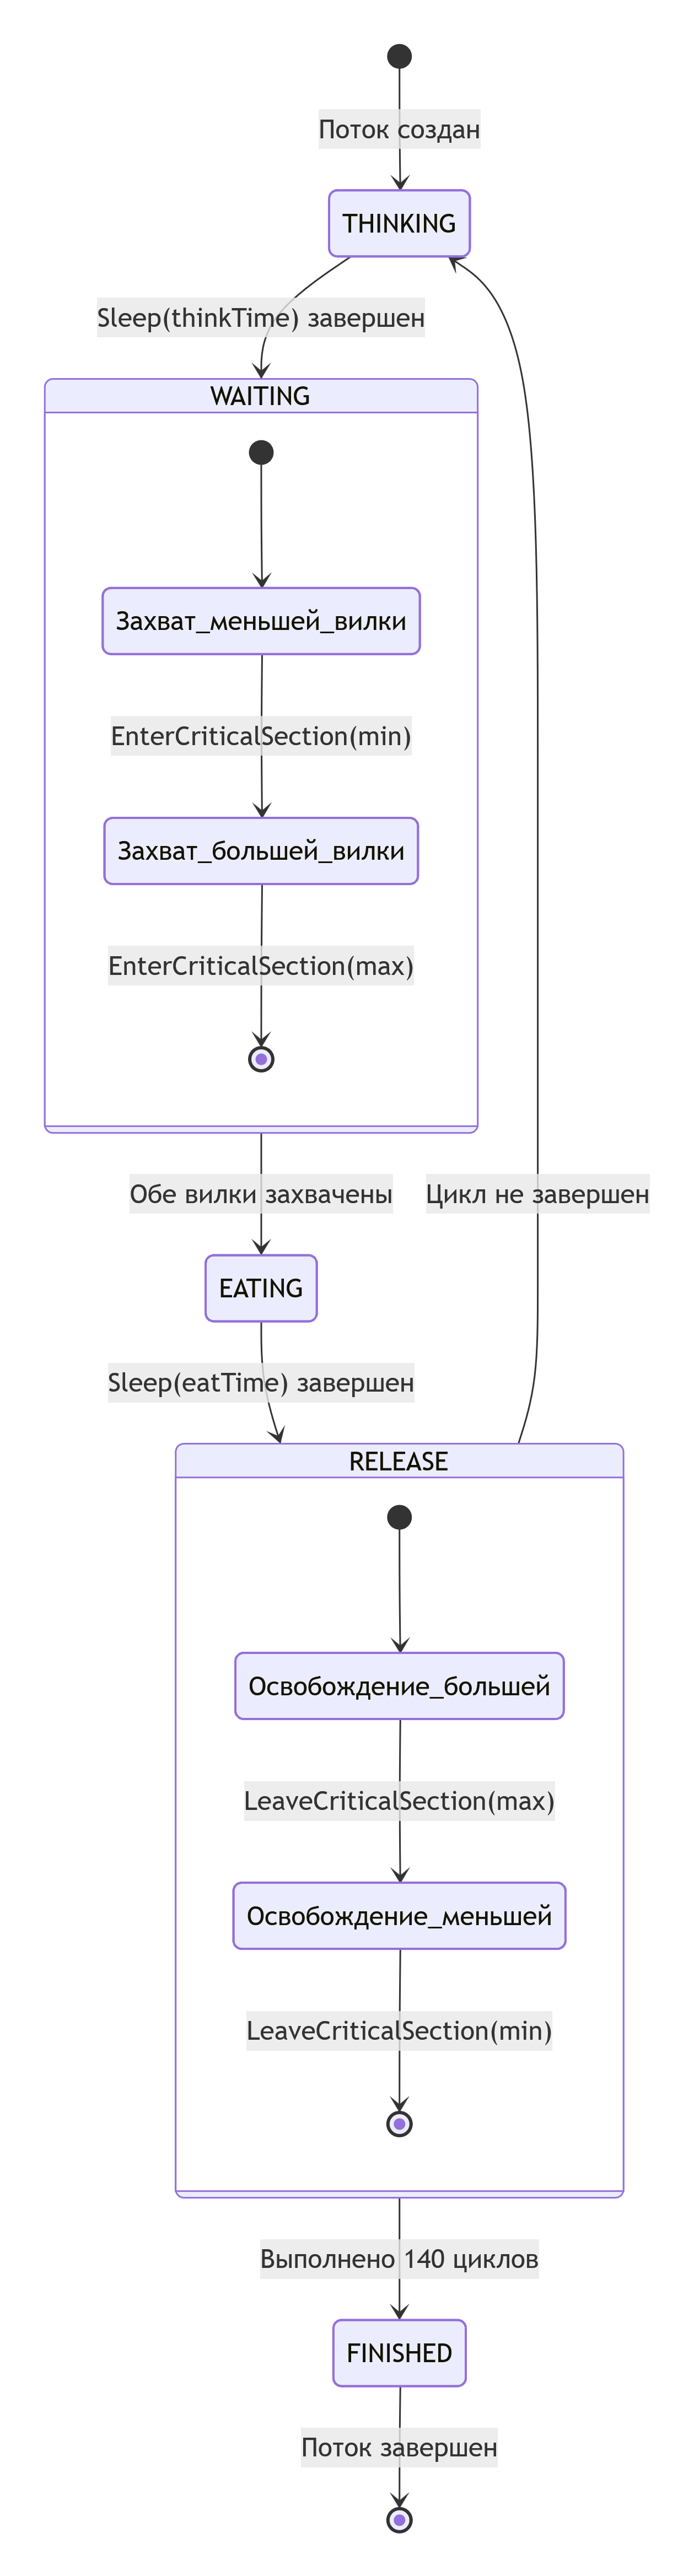 Поток создан
THINKING
Sleep(thinkTime) завершен
WAITING
Захват_меньшей_вилки
EnterCriticalSection(min)
Захват_большей_вилки
EnterCriticalSection(max)
Обе вилки захвачены
Цикл не завершен
EATING
Sleep(eatTime) завершен
RELEASE
Освобождение_большей
LeaveCriticalSection(max)
Освобождение_меньшей
LeaveCriticalSection(min)
Выполнено 140 циклов
FINISHED
Поток завершен